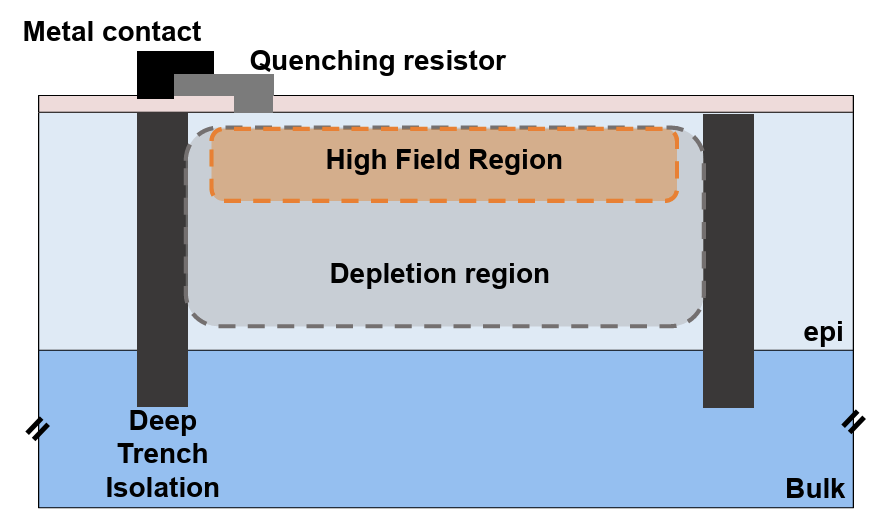 Metal contact
Quenching resistor
High Field Region
Depletion region
epi
Deep
Trench
Isolation
Bulk